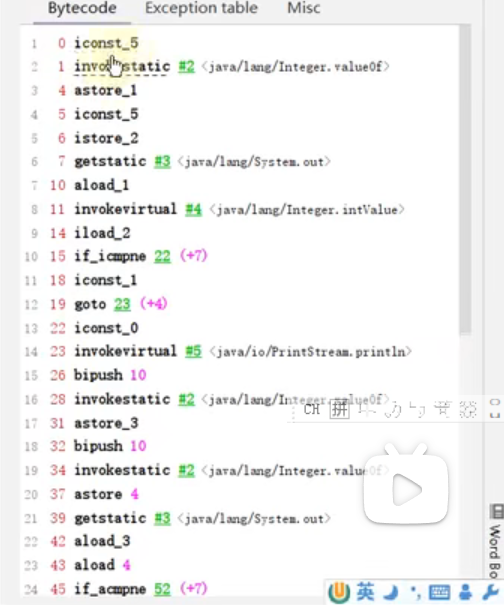 Bytecode Exception table Misc
1 0 iconst_5
2 1 invokestatic #2 <java/lang/Integer.valueOf>
3 4 astore_1
4 5 iconst_5
5 6 istore_2
6 7 getstatic #3 <java/lang/System.out>
7 10 aload_1
8 11 invokevirtual #4 <java/lang/Integer.intValue>
9 14 iload_2
10 15 if_icmpne 22 (+7)
11 18 iconst_1
12 19 goto 23 (+4)
13 22 iconst_0
14 23 invokevirtual #5 <java/io/PrintStream.println>
15 26 bipush 10
16 28 invokestatic #2 <java/lang/Integer.valueOf>
CH 拼
17 31 astore_3
18 32 bipush 10
19 34 invokestatic #2 <java/lang/Integer.valueOf>
20 37 astore 4
21 39 getstatic #3 <java/lang/System.out>
22 42 aload_3
23 43 aload 4
24 45 if_acmpne 52 (+7)
Word Bo
英